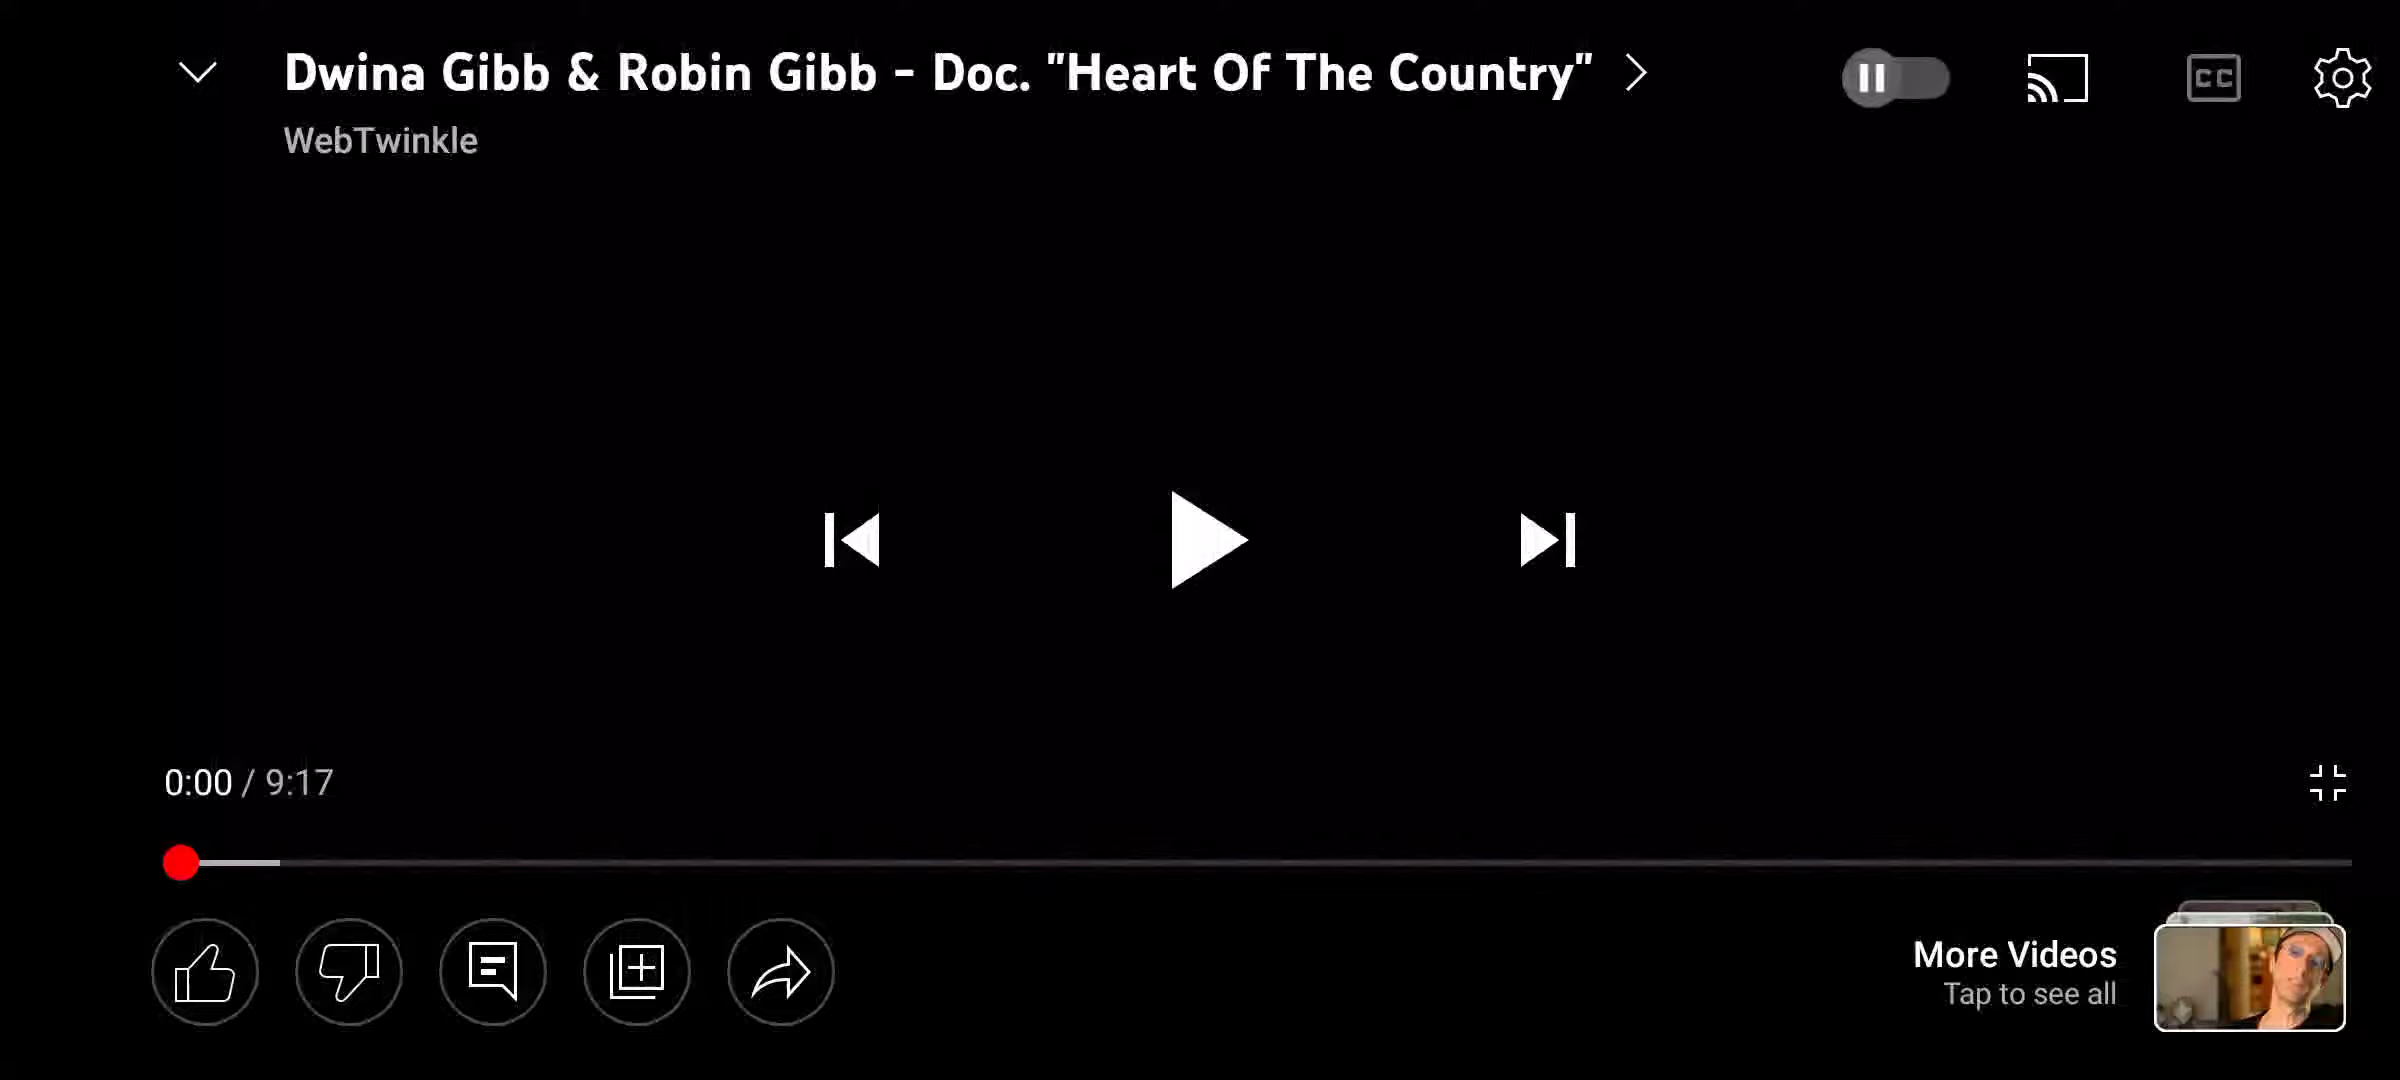 Dwina Gibb & Robin Gibb - Doc. "Heart Of The Country"
WebTwinkle
CC
0:00 / 9:17
More Videos
Tap to see all